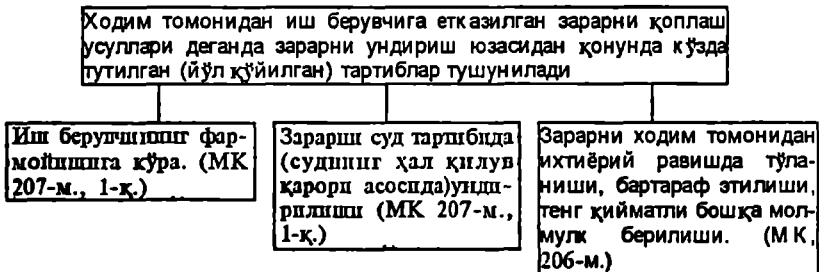 Ходим томонидан иш берувчига етказилган зарарни қоплаш
усуллари деганда зарарни ундириш юзасидан қонунда кўзда
тутилган (йўл қўйилган) тартиблар тушунилади
Иш берувчининг фар-
мойишига кўра. (МК
207-м., 1-қ.)
Зарарни суд тартибида
(суднинг ҳал қилув
қарори асосида)унди-
рилиши (МК 207-м.,
1-қ.)
Зарарни ходим томонидан
ихтиёрий равишда тўла-
ниши, бартараф этилиши,
тенг қийматли бошқа мол-
мулк берилиши. (МК,
206-м.)